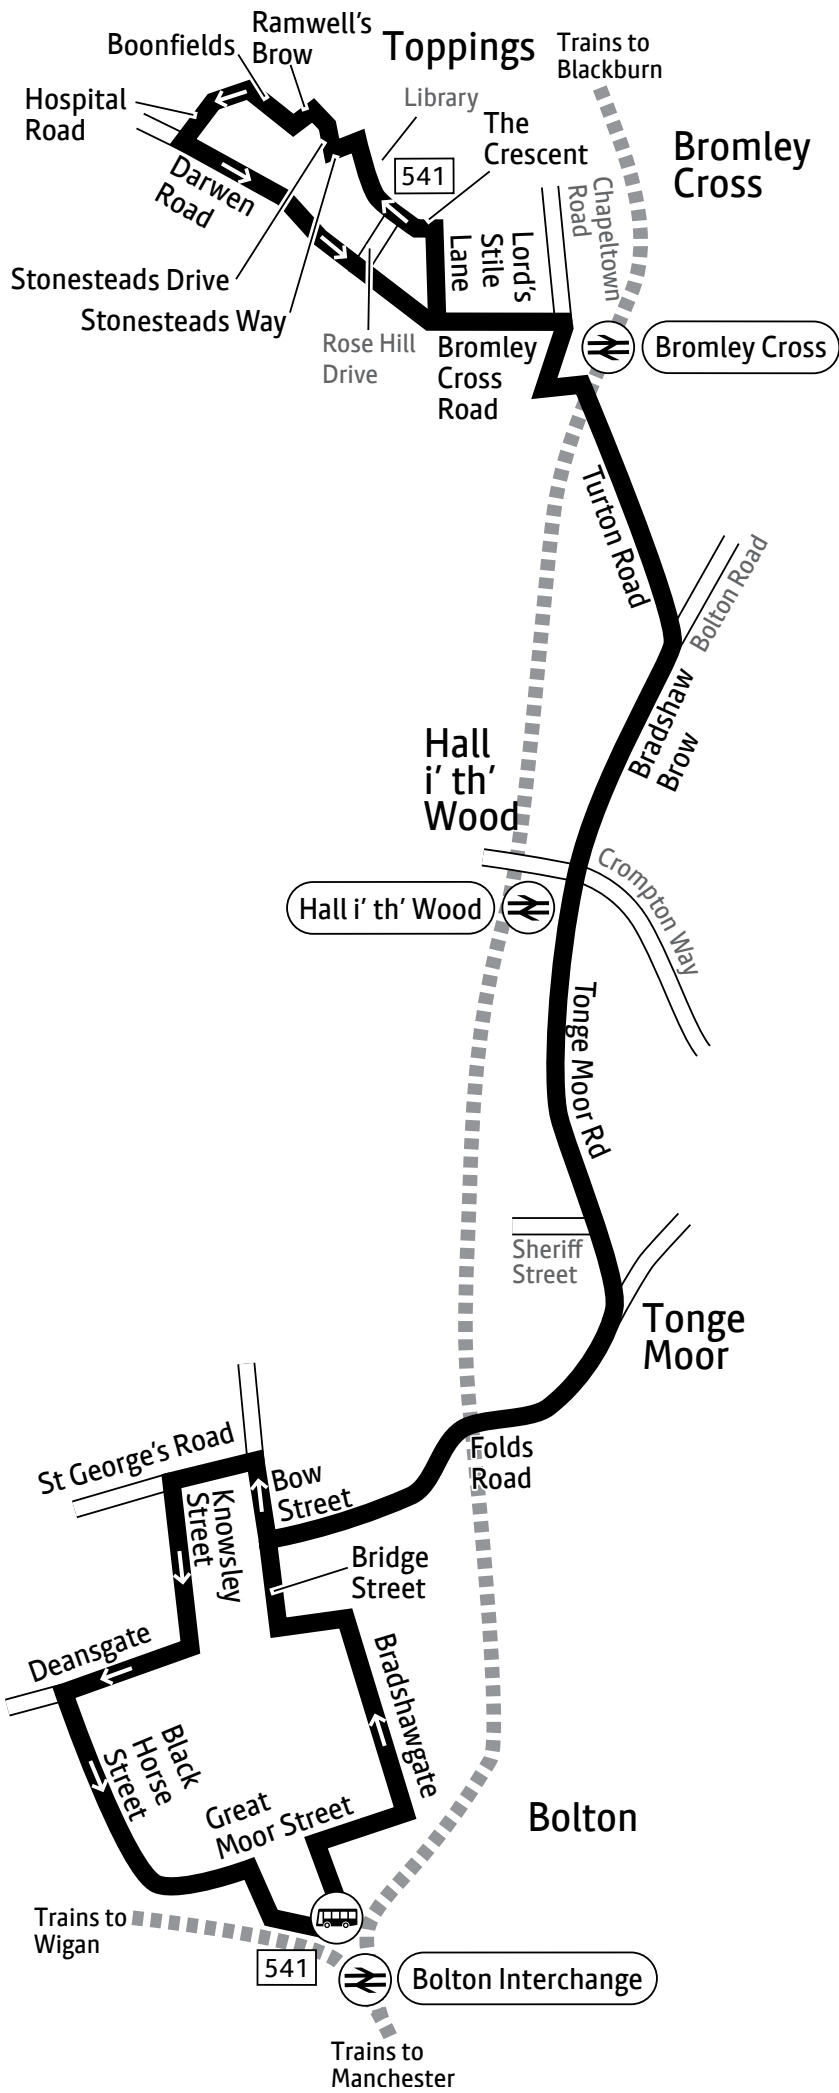 Ramwell's
Brow
Boonfields
Toppings
Trains to
Blackburn
Hospital
Road
Library
The
Crescent
Bromley
Cross
541
Darwen
Road
Chapeltown
Road
Lord's
Stile
Lane
Stonesteads Drive
Stonesteads Way
Rose Hill
Drive
Bromley
Cross
Road
Bromley Cross
Turton Road
Bolton Road
Bradshaw
Brow
Hall
i' th'
Wood
Crompton Way
Hall i' th' Wood
Tonge Moor Rd
Sheriff
Street
Tonge
Moor
St George's Road
Folds
Road
Bow
Street
Knowsley
Street
Bridge
Street
Deansgate
Bradshawgate
Black
Horse
Street
Great
Moor Street
Bolton
Trains to
Wigan
541
Bolton Interchange
Trains to
Manchester